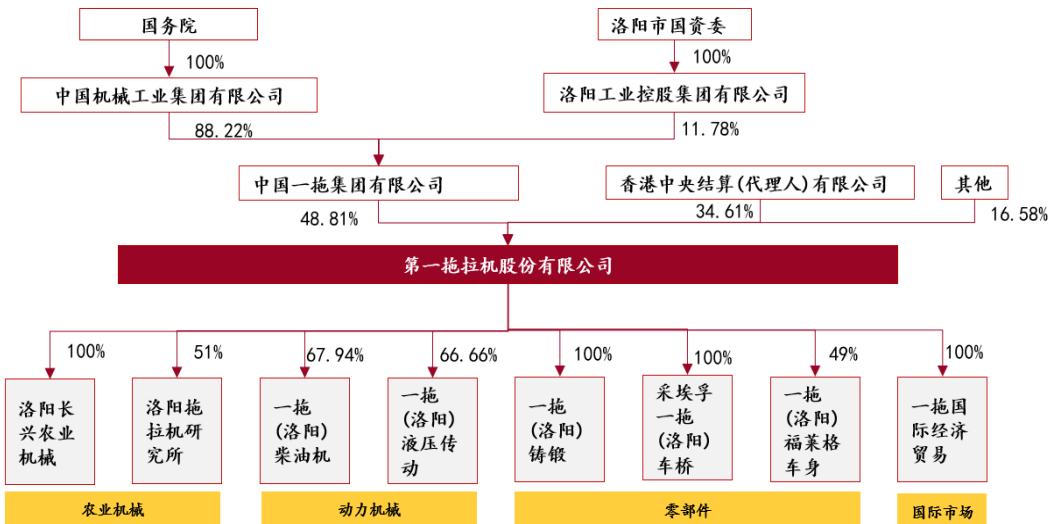 国务院
洛阳市国资委
100%
100%
中国机械工业集团有限公司
洛阳工业控股集团有限公司
88.22%
11.78%
中国一拖集团有限公司
香港中央结算(代理人)有限公司
其他
48.81%
34.61%
16.58%
第一拖拉机股份有限公司
100%
51%
67.94%
66.66%
100%
100%
49%
100%
洛阳长
兴农业
机械
洛阳拖
拉机研
究所
一拖
(洛阳)
柴油机
一拖
(洛阳)
液压传
动
一拖
(洛阳)
铸锻
采埃孚
一拖
(洛阳)
车桥
一拖
(洛阳)
福莱格
车身
一拖国
际经济
贸易
农业机械
动力机械
零部件
国际市场